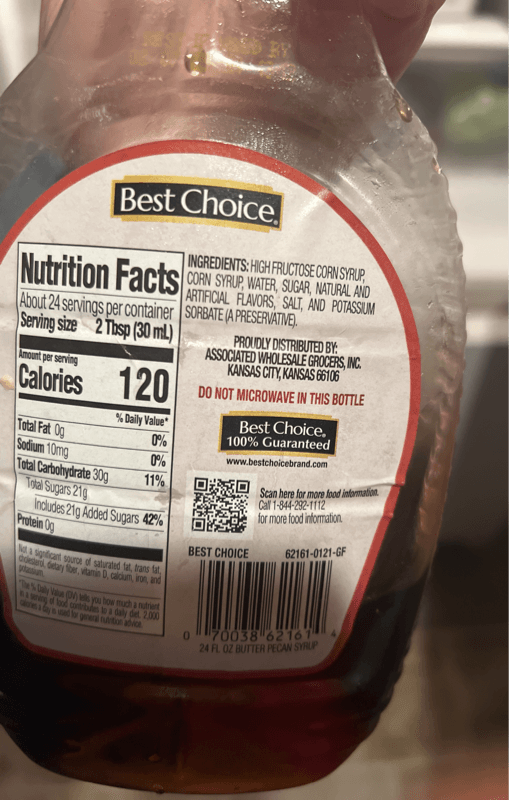 Best Choice®
Nutrition Facts
About 24 servings per container
Serving size 2 Tbsp (30 mL)
Amount per serving
Calories 120
% Daily Value*
Total Fat 0g 0%
Sodium 10mg 0%
Total Carbohydrate 30g 11%
Total Sugars 21g
Includes 21g Added Sugars 42%
Protein 0g
Not a significant source of saturated fat, trans fat,
cholesterol, dietary fiber, vitamin D, calcium, iron, and
potassium.
*The % Daily Value (DV) tells you how much a nutrient
in a serving of food contributes to a daily diet. 2,000
calories a day is used for general nutrition advice.
INGREDIENTS: HIGH FRUCTOSE CORN SYRUP,
CORN SYRUP, WATER, SUGAR, NATURAL AND
ARTIFICIAL FLAVORS, SALT, AND POTASSIUM
SORBATE (A PRESERVATIVE).
PROUDLY DISTRIBUTED BY:
ASSOCIATED WHOLESALE GROCERS, INC.
KANSAS CITY, KANSAS 66106
DO NOT MICROWAVE IN THIS BOTTLE
Best Choice®
100% Guaranteed
www.bestchoicebrand.com
Scan here for more food information.
Call 1-844-292-1112
for more food information.
BEST CHOICE 62161-0121-GF
0 70038 62161 4
24 FL OZ BUTTER PECAN SYRUP